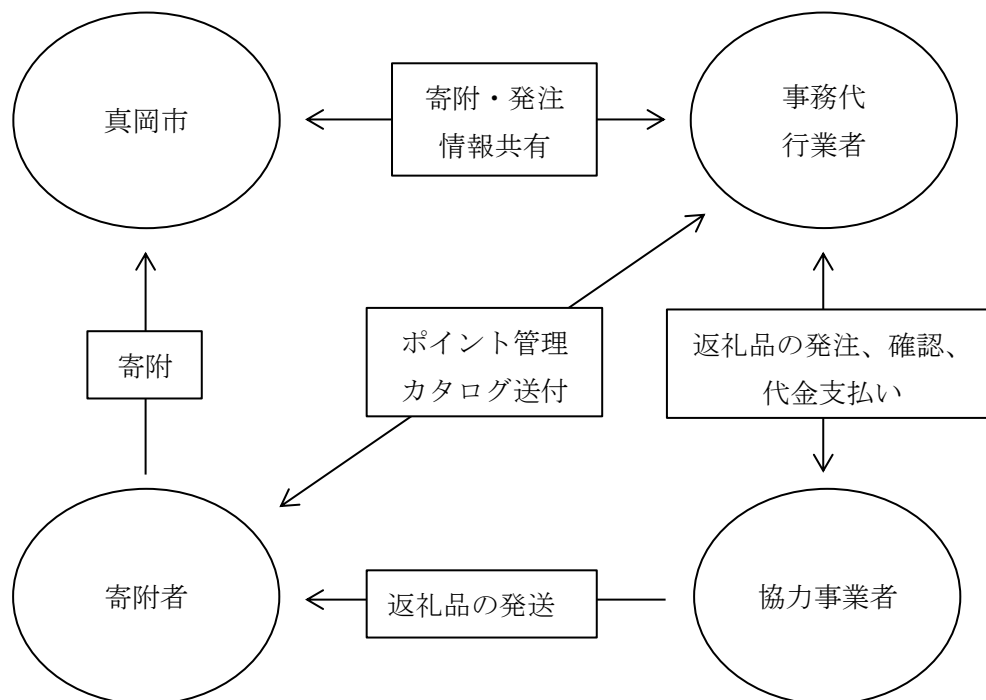 真岡市
寄附・発注
情報共有
事務代
行業者
寄附
ポイント管理
カタログ送付
返礼品の発注、確認、
代金支払い
寄附者
返礼品の発送
協力事業者